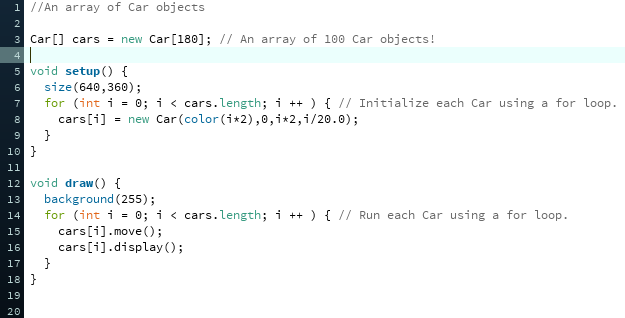 1 //An array of Car objects
2
3 Car[] cars = new Car[180]; // An array of 100 Car objects!
4
5 void setup() {
6   size(640,360);
7   for (int i = 0; i < cars.length; i ++ ) { // Initialize each Car using a for loop.
8     cars[i] = new Car(color(i*2),0,i*2,i/20.0);
9   }
10 }
11
12 void draw() {
13   background(255);
14   for (int i = 0; i < cars.length; i ++ ) { // Run each Car using a for loop.
15     cars[i].move();
16     cars[i].display();
17   }
18 }
19
20